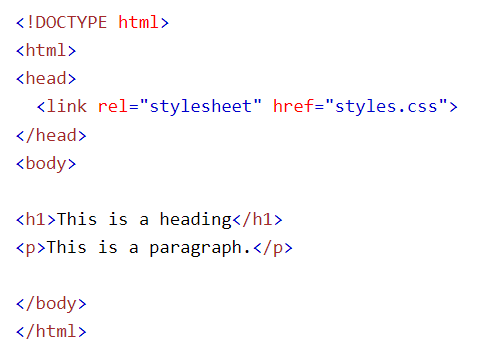 <!DOCTYPE html>
<html>
<head>
  <link rel="stylesheet" href="styles.css">
</head>
<body>

<h1>This is a heading</h1>
<p>This is a paragraph.</p>

</body>
</html>